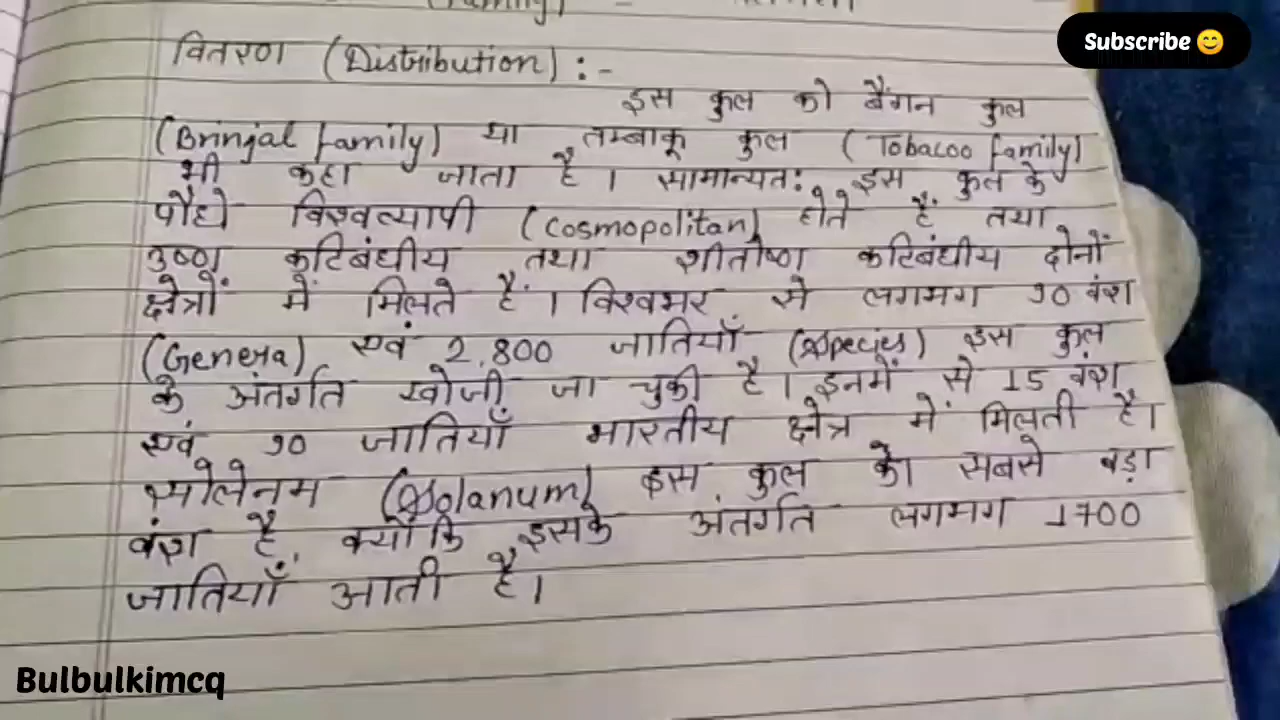 (Family)
Subscribe 😊
वितरण (Distribution) :-
इस कुल को बैंगन कुल
(Brinjal family) या तम्बाकू कुल (Tobacoo family)
भी कहा जाता है । सामान्यतः इस कुल के
पौधे विश्वव्यापी (Cosmopolitan) होते हैं तथा
उष्ण कटिबंधीय तथा शीतोष्ण कटिबंधीय दोनों
क्षेत्रों में मिलते हैं । विश्वभर से लगभग 90 वंश
(Genera) एवं 2,800 जातियाँ (Species) इस कुल
के अंतर्गत खोजी जा चुकी है । इनमें से 15 वंश
एवं 90 जातियाँ भारतीय क्षेत्र में मिलती है ।
सोलेनम (Solanum) इस कुल का सबसे बड़ा
वंश है, क्योंकि इसके अंतर्गत लगभग 1700
जातियाँ आती है ।
Bulbulkimcq